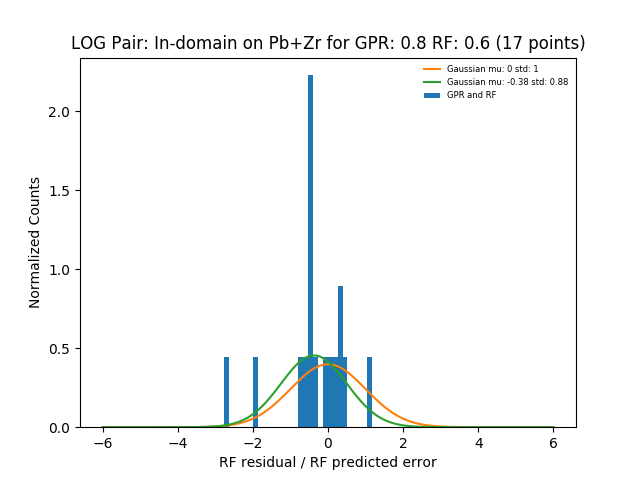 LOG Pair: In-domain on Pb+Zr for GPR: 0.8 RF: 0.6 (17 points)
Gaussian mu: 0 std: 1
Gaussian mu: -0.38 std: 0.88
GPR and RF
Normalized Counts
2.0
1.5
1.0
0.5
0.0
−6
−4
−2
0
2
4
6
RF residual / RF predicted error